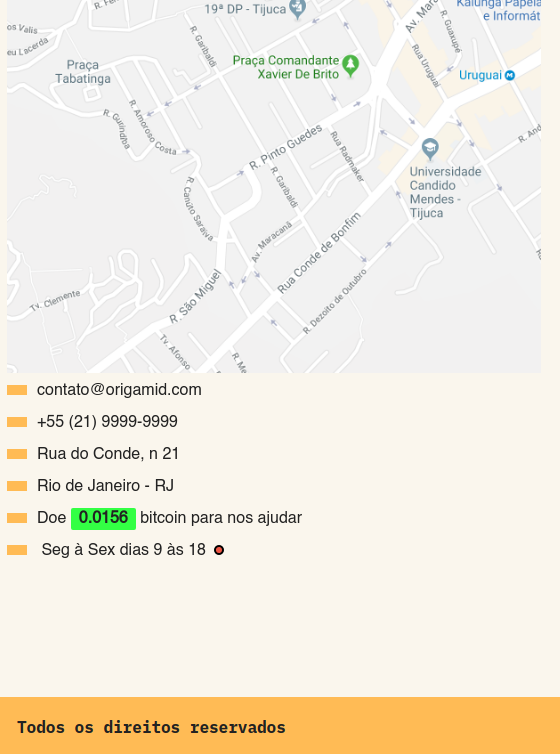 19ª DP - Tijuca
Av. Mara
Kalunga Papela
e Informát
R. Guaxupé
R. Garibaldi
os Valis
eu Lacerda
Praça
Tabatinga
Praça Comandante
Xavier De Brito
Rua Uruguai
Uruguai
R. Gurindiba
R. Amoroso Costa
R. Pinto Guedes
Rua Radmaker
R. And
R. Garibaldi
Universidade
Candido
Mendes -
Tijuca
R. Canuto Saraiva
Av. Maracanã
Rua Conde de Bonfim
R. São Miguel
R. Dezoito de Outubro
Tv. Clemente
Tv. Afonso
R. Me
contato@origamid.com
+55 (21) 9999-9999
Rua do Conde, n 21
Rio de Janeiro - RJ
Doe 0.0156 bitcoin para nos ajudar
Seg à Sex dias 9 às 18
Todos os direitos reservados